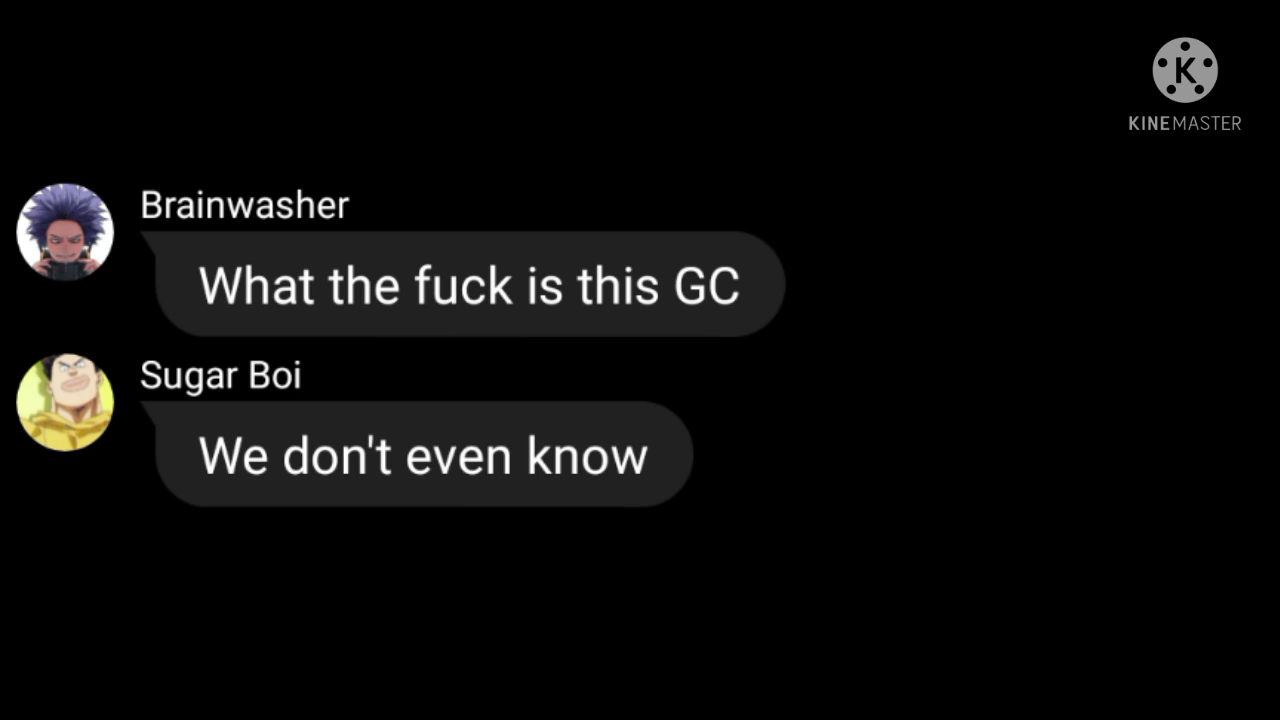 K
KINEMASTER
Brainwasher
What the fuck is this GC
Sugar Boi
We don't even know